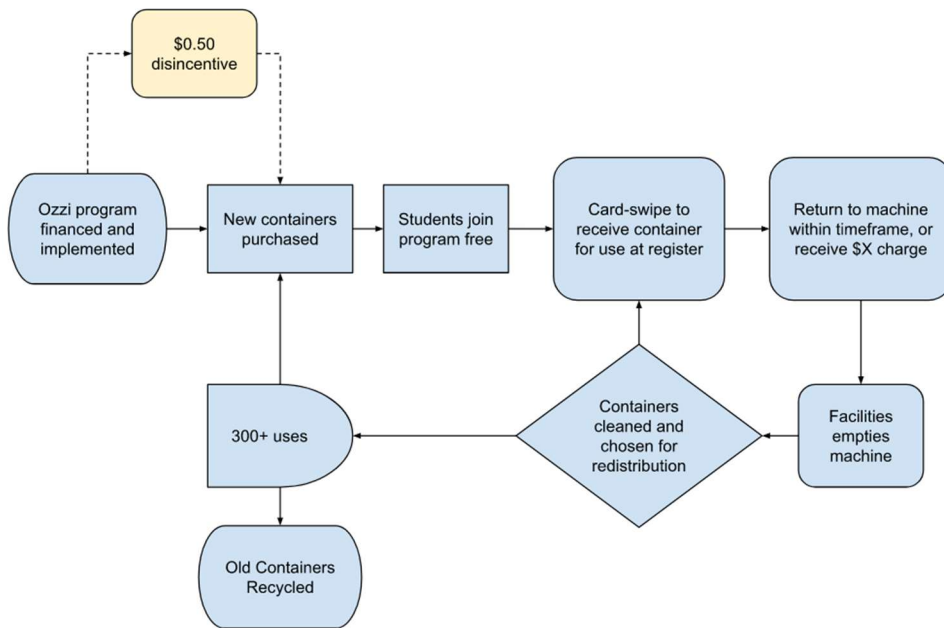 $0.50
disincentive
Ozzi program
financed and
implemented
New containers
purchased
Students join
program free
Card-swipe to
receive container
for use at register
Return to machine
within timeframe, or
receive $X charge
300+ uses
Containers
cleaned and
chosen for
redistribution
Facilities
empties
machine
Old Containers
Recycled